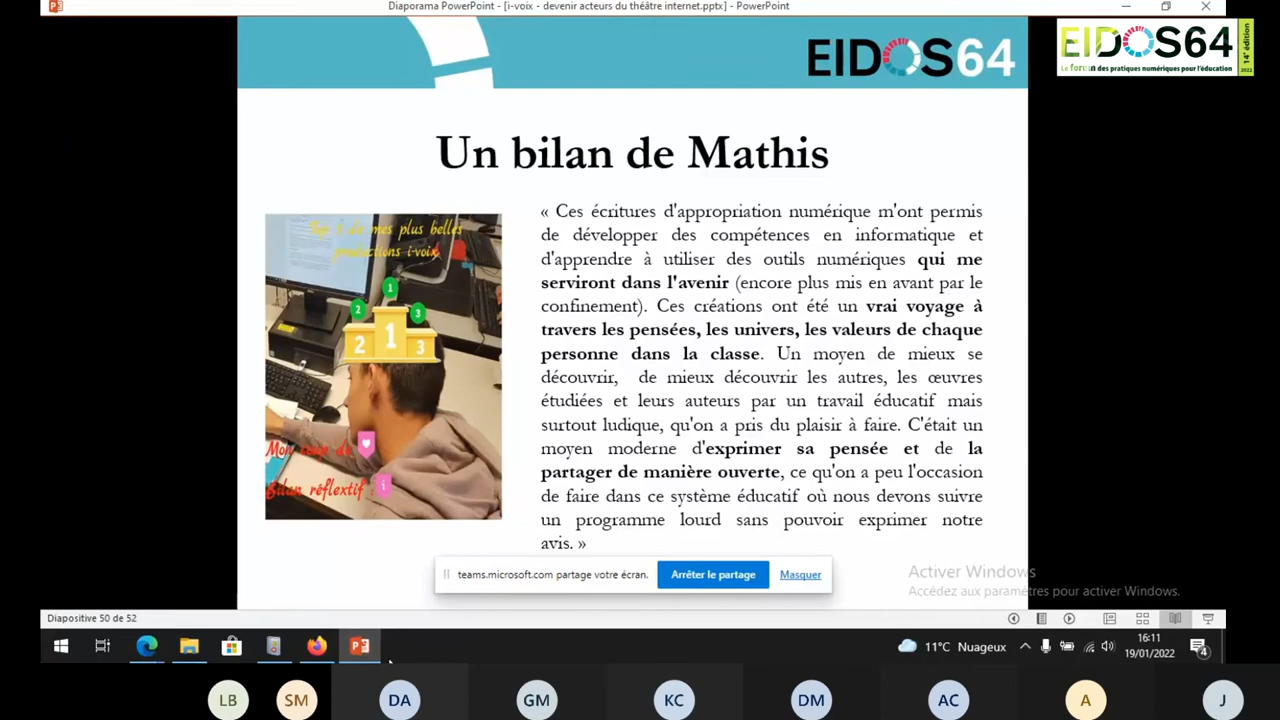 Diaporama PowerPoint - [i-voix - devenir acteurs du théâtre internet.pptx] - PowerPoint
EIDOS64
EIDOS64
Le forum des pratiques numériques pour l'éducation
14e édition
2022
Un bilan de Mathis
Top 3 de mes plus belles
productions i-voix
1
2
3
2
1
3
Mon coup de
Bilan réflextif : i
« Ces écritures d'appropriation numérique m'ont permis
de développer des compétences en informatique et
d'apprendre à utiliser des outils numériques qui me
serviront dans l'avenir (encore plus mis en avant par le
confinement). Ces créations ont été un vrai voyage à
travers les pensées, les univers, les valeurs de chaque
personne dans la classe. Un moyen de mieux se
découvrir, de mieux découvrir les autres, les œuvres
étudiées et leurs auteurs par un travail éducatif mais
surtout ludique, qu'on a pris du plaisir à faire. C'était un
moyen moderne d'exprimer sa pensée et de la
partager de manière ouverte, ce qu'on a peu l'occasion
de faire dans ce système éducatif où nous devons suivre
un programme lourd sans pouvoir exprimer notre
avis. »
teams.microsoft.com partage votre écran.
Arrêter le partage
Masquer
Activer Windows
Accédez aux paramètres pour activer Windows.
Diapositive 50 de 52
11°C Nuageux
16:11
19/01/2022
4
LB
SM
DA
GM
KC
DM
AC
A
J